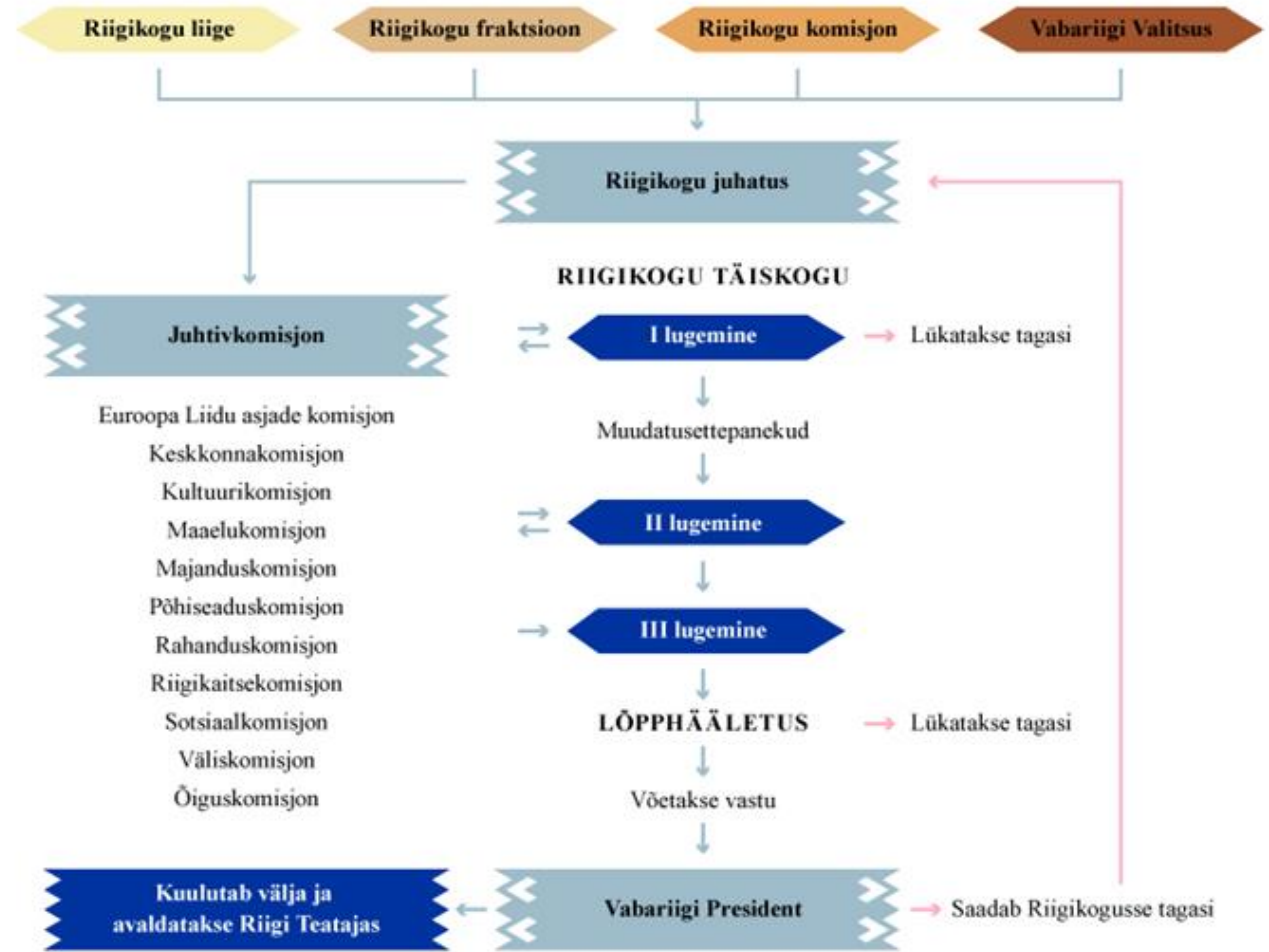 Riigikogu liige
Riigikogu fraktsioon
Riigikogu komisjon
Vabariigi Valitsus
Riigikogu juhatus
RIIGIKOGU TÄISKOGU
Juhtivkomisjon
I lugemine
Lükatakse tagasi
Euroopa Liidu asjade komisjon
Keskkonnakomisjon
Kultuurikomisjon
Maaelukomisjon
Majanduskomisjon
Põhiseaduskomisjon
Rahanduskomisjon
Riigikaitsekomisjon
Sotsiaalkomisjon
Väliskomisjon
Õiguskomisjon
Muudatusettepanekud
II lugemine
III lugemine
LÕPPHÄÄLETUS
Lükatakse tagasi
Võetakse vastu
Kuulutab välja ja
avaldatakse Riigi Teatajas
Vabariigi President
Saadab Riigikogusse tagasi